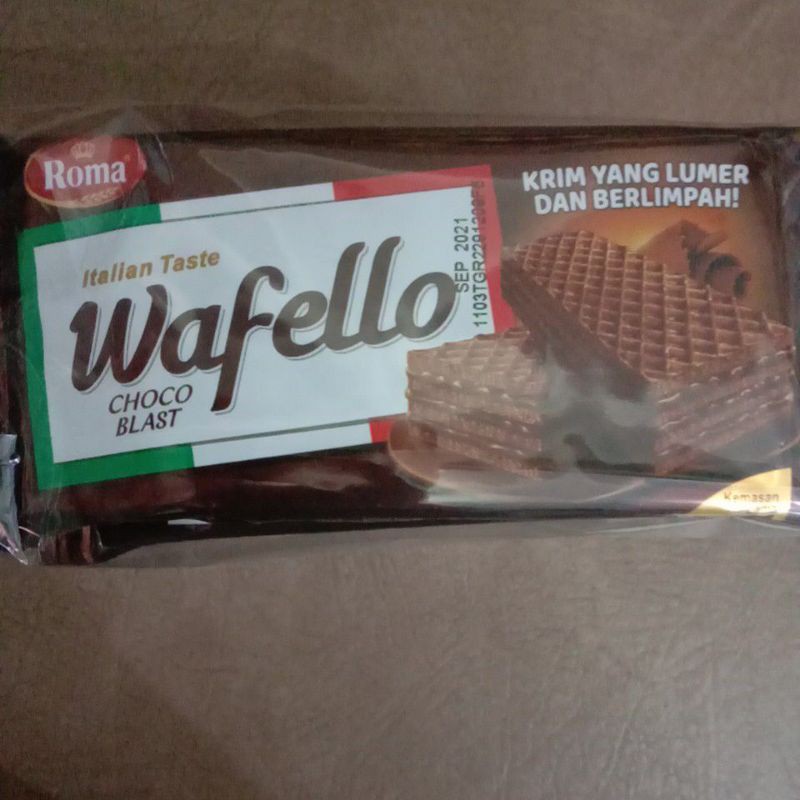 Roma
KRIM YANG LUMER
DAN BERLIMPAH!
Italian Taste
Wafello
CHOCO
BLAST
SEP 2021
Kemasan